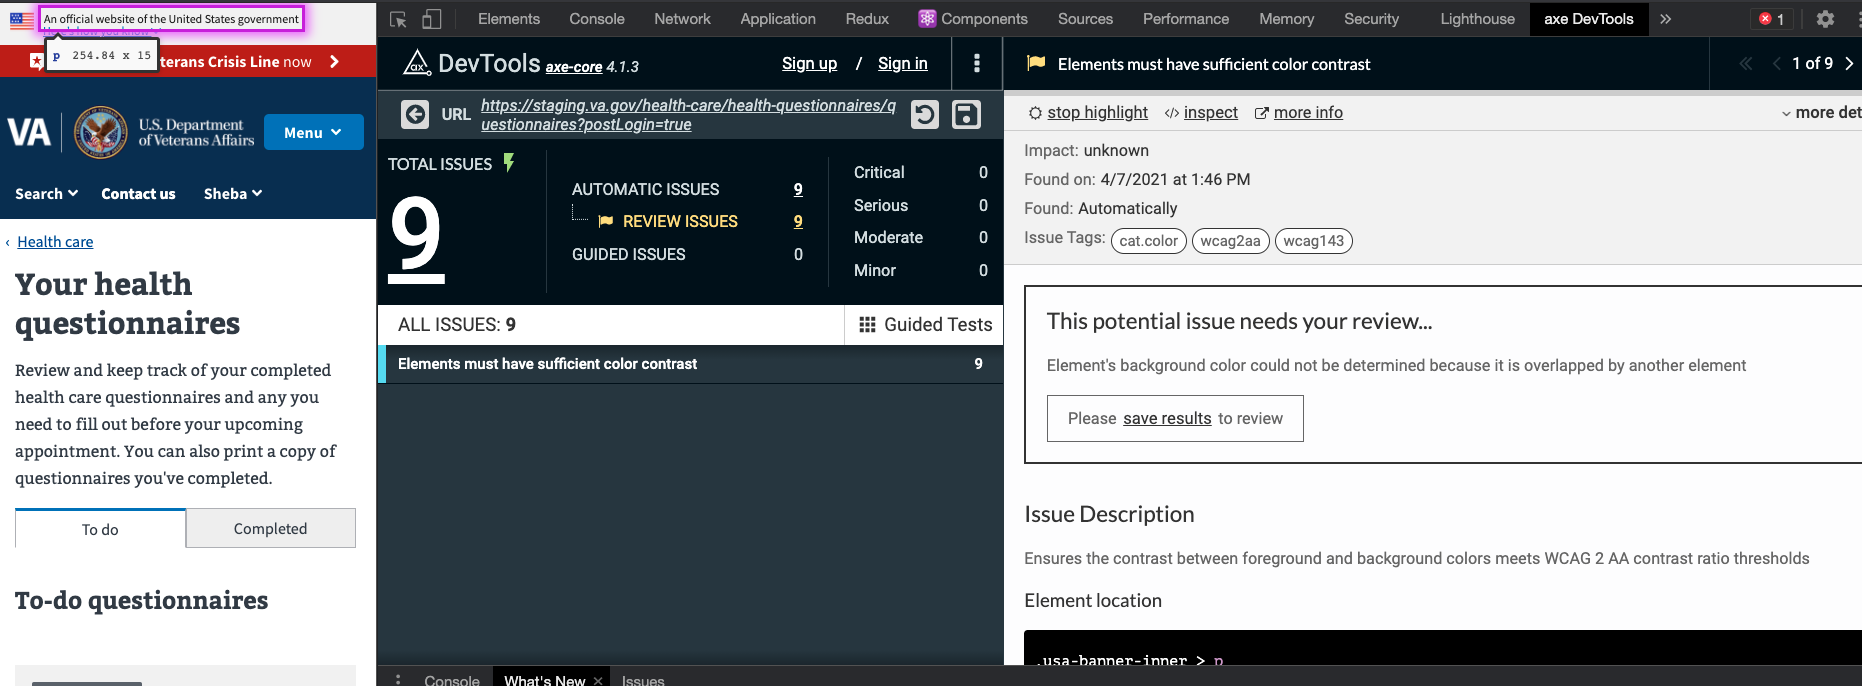 An official website of the United States government
p 254.84 x 15
terans Crisis Line now
VA
U.S. Department
of Veterans Affairs
Menu
Search
Contact us
Sheba
‹ Health care
Your health
questionnaires
Review and keep track of your completed
health care questionnaires and any you
need to fill out before your upcoming
appointment. You can also print a copy of
questionnaires you've completed.
To do
Completed
To-do questionnaires
Elements
Console
Network
Application
Redux
Components
Sources
Performance
Memory
Security
Lighthouse
axe DevTools
»
1
ax DevTools axe-core 4.1.3
Sign up / Sign in
URL
https://staging.va.gov/health-care/health-questionnaires/q
uestionnaires?postLogin=true
TOTAL ISSUES
9
AUTOMATIC ISSUES 9
REVIEW ISSUES 9
GUIDED ISSUES 0
Critical 0
Serious 0
Moderate 0
Minor 0
ALL ISSUES: 9
Guided Tests
Elements must have sufficient color contrast 9
Elements must have sufficient color contrast
1 of 9
stop highlight
</> inspect
more info
more det
Impact: unknown
Found on: 4/7/2021 at 1:46 PM
Found: Automatically
Issue Tags: cat.color wcag2aa wcag143
This potential issue needs your review...
Element's background color could not be determined because it is overlapped by another element
Please save results to review
Issue Description
Ensures the contrast between foreground and background colors meets WCAG 2 AA contrast ratio thresholds
Element location
.usa-banner-inner > p
Console
What's New ×
Issues